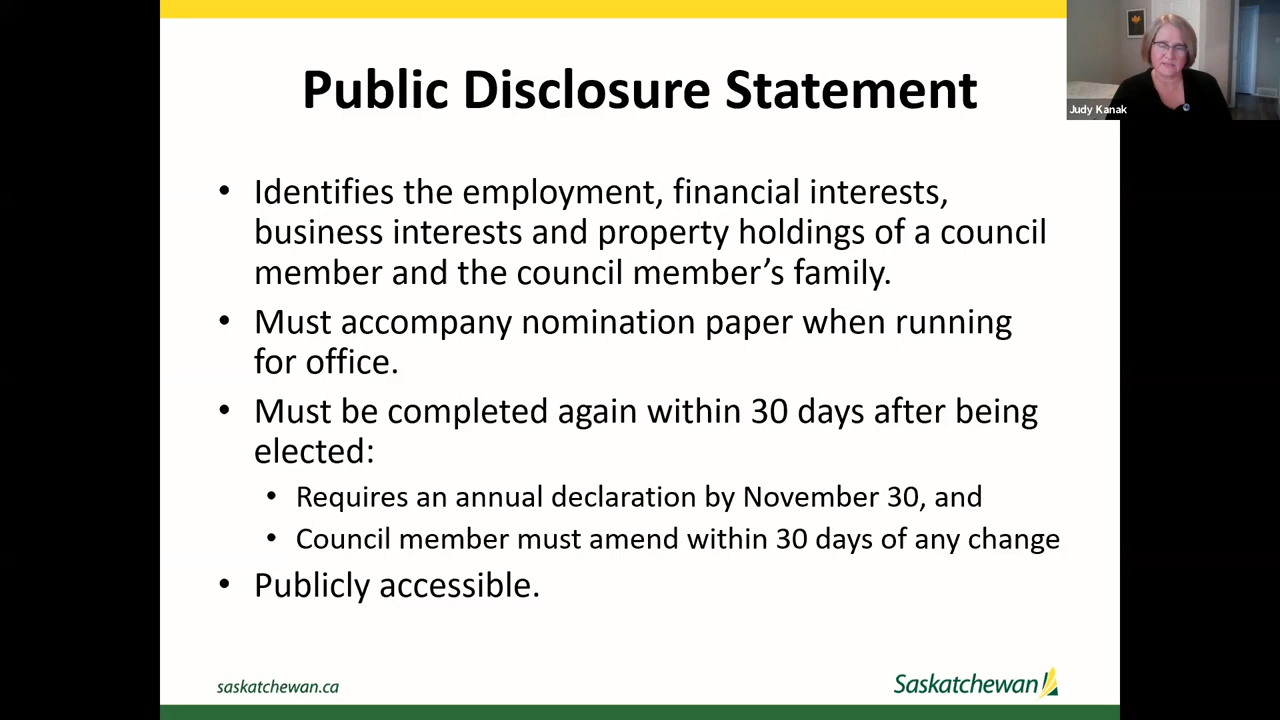 Public Disclosure Statement
Judy Kanak
• Identifies the employment, financial interests,
business interests and property holdings of a council
member and the council member’s family.
• Must accompany nomination paper when running
for office.
• Must be completed again within 30 days after being
elected:
• Requires an annual declaration by November 30, and
• Council member must amend within 30 days of any change
• Publicly accessible.
saskatchewan.ca
Saskatchewan